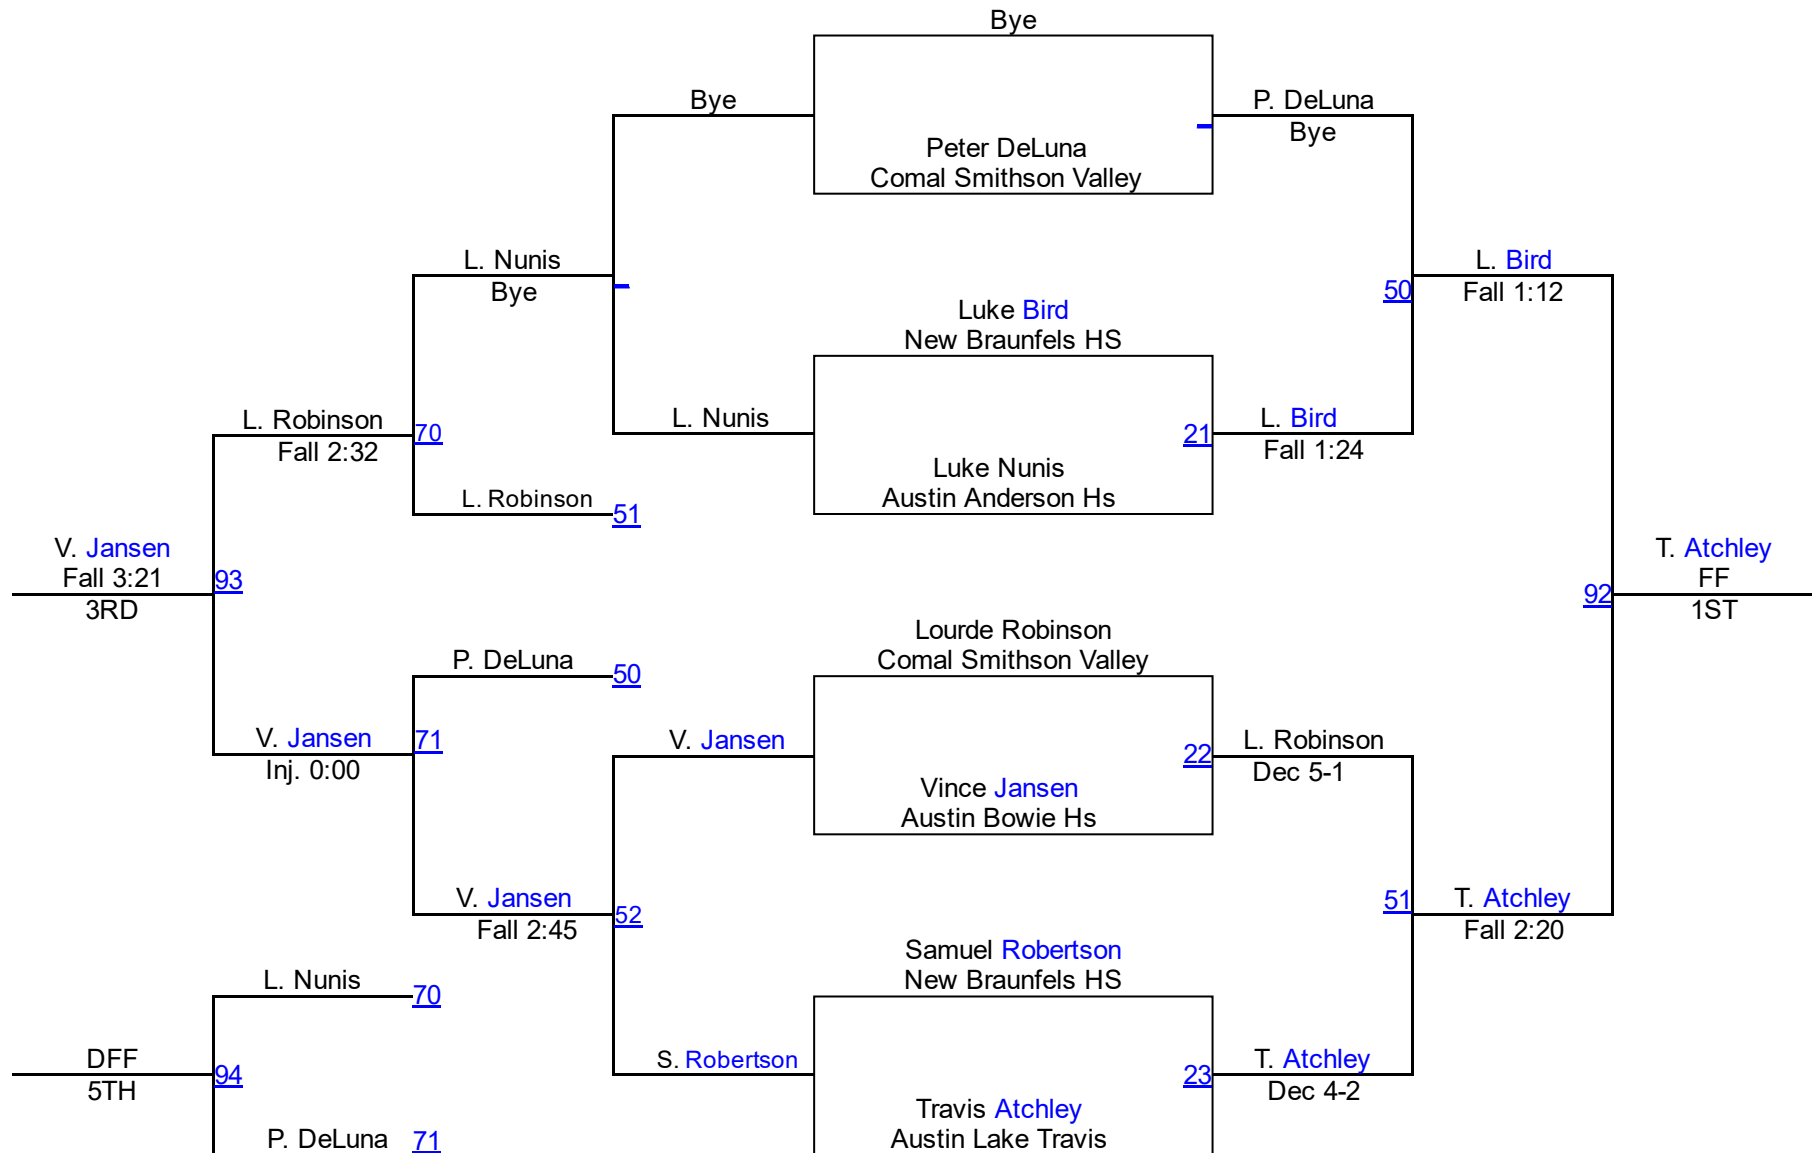 Bye
Bye
P. DeLuna
Bye
Peter DeLuna
Comal Smithson Valley
L. Nunis
Bye
L. Bird
Fall 1:12
50
Luke Bird
New Braunfels HS
L. Robinson
Fall 2:32
70
L. Nunis
21
L. Bird
Fall 1:24
Luke Nunis
Austin Anderson Hs
L. Robinson
51
V. Jansen
Fall 3:21
3RD
93
T. Atchley
FF
1ST
92
Lourde Robinson
Comal Smithson Valley
P. DeLuna
50
V. Jansen
Inj. 0:00
71
V. Jansen
22
L. Robinson
Dec 5-1
Vince Jansen
Austin Bowie Hs
V. Jansen
Fall 2:45
52
51
T. Atchley
Fall 2:20
Samuel Robertson
New Braunfels HS
L. Nunis
70
DFF
5TH
94
S. Robertson
23
T. Atchley
Dec 4-2
Travis Atchley
Austin Lake Travis
P. DeLuna
71